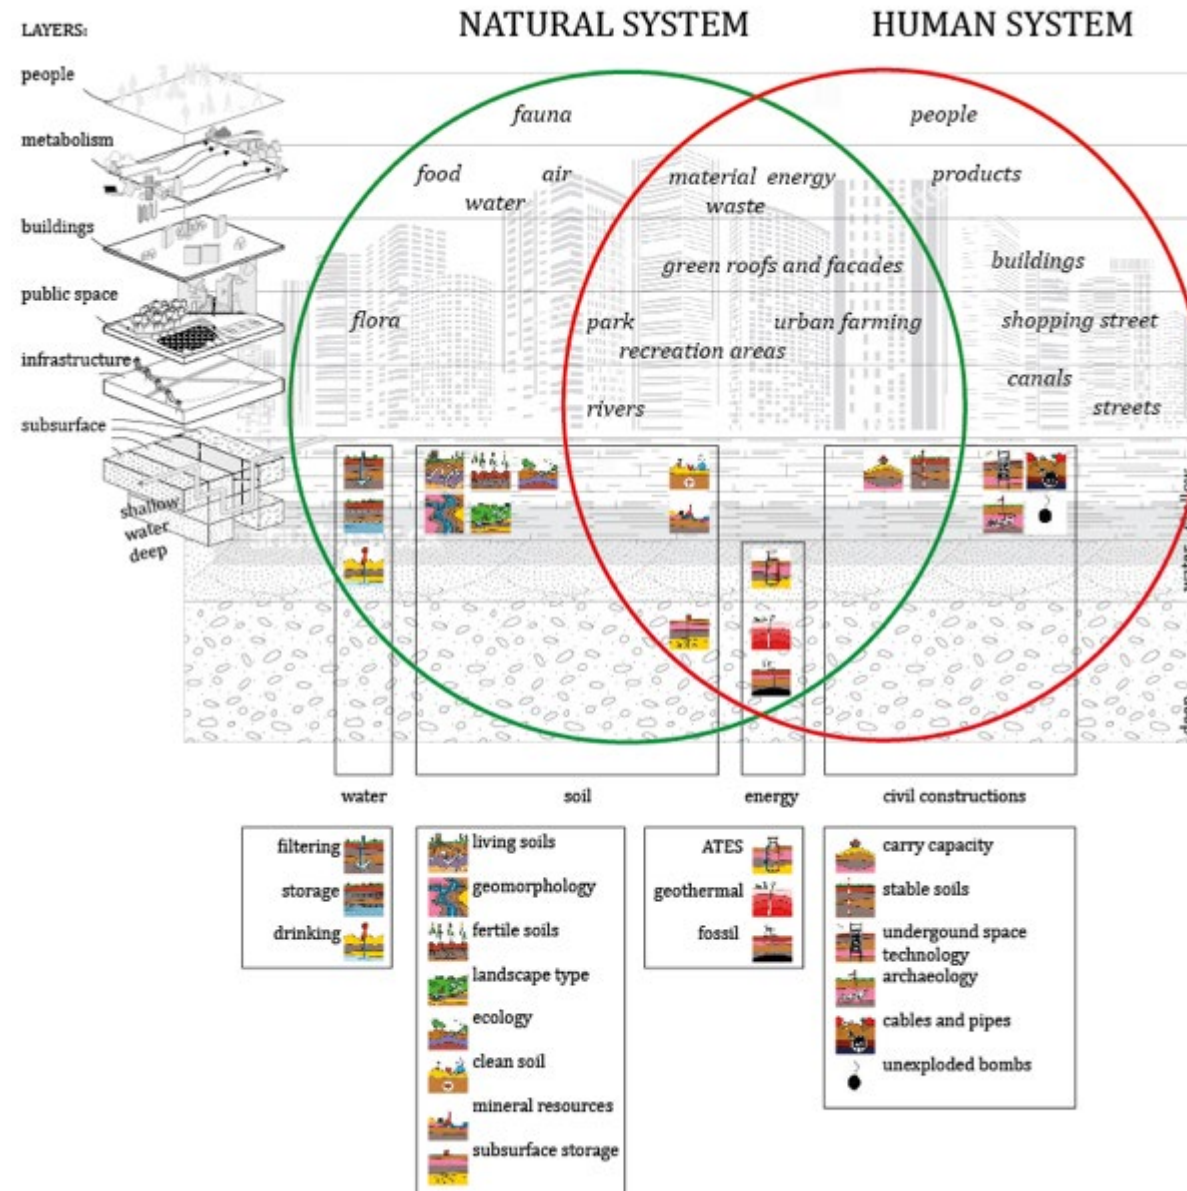 NATURAL SYSTEM
HUMAN SYSTEM
LAYERS:
people
metabolism
buildings
public space
infrastructure
subsurface
shallow
water
deep
fauna
people
food
air
water
material energy
waste
products
green roofs and facades
buildings
flora
park
urban farming
shopping street
recreation areas
canals
rivers
streets
water
deep
water
soil
energy
civil constructions
filtering
storage
drinking
living soils
geomorphology
fertile soils
landscape type
ecology
clean soil
mineral resources
subsurface storage
ATES
geothermal
fossil
carry capacity
stable soils
undergound space
technology
archaeology
cables and pipes
unexploded bombs